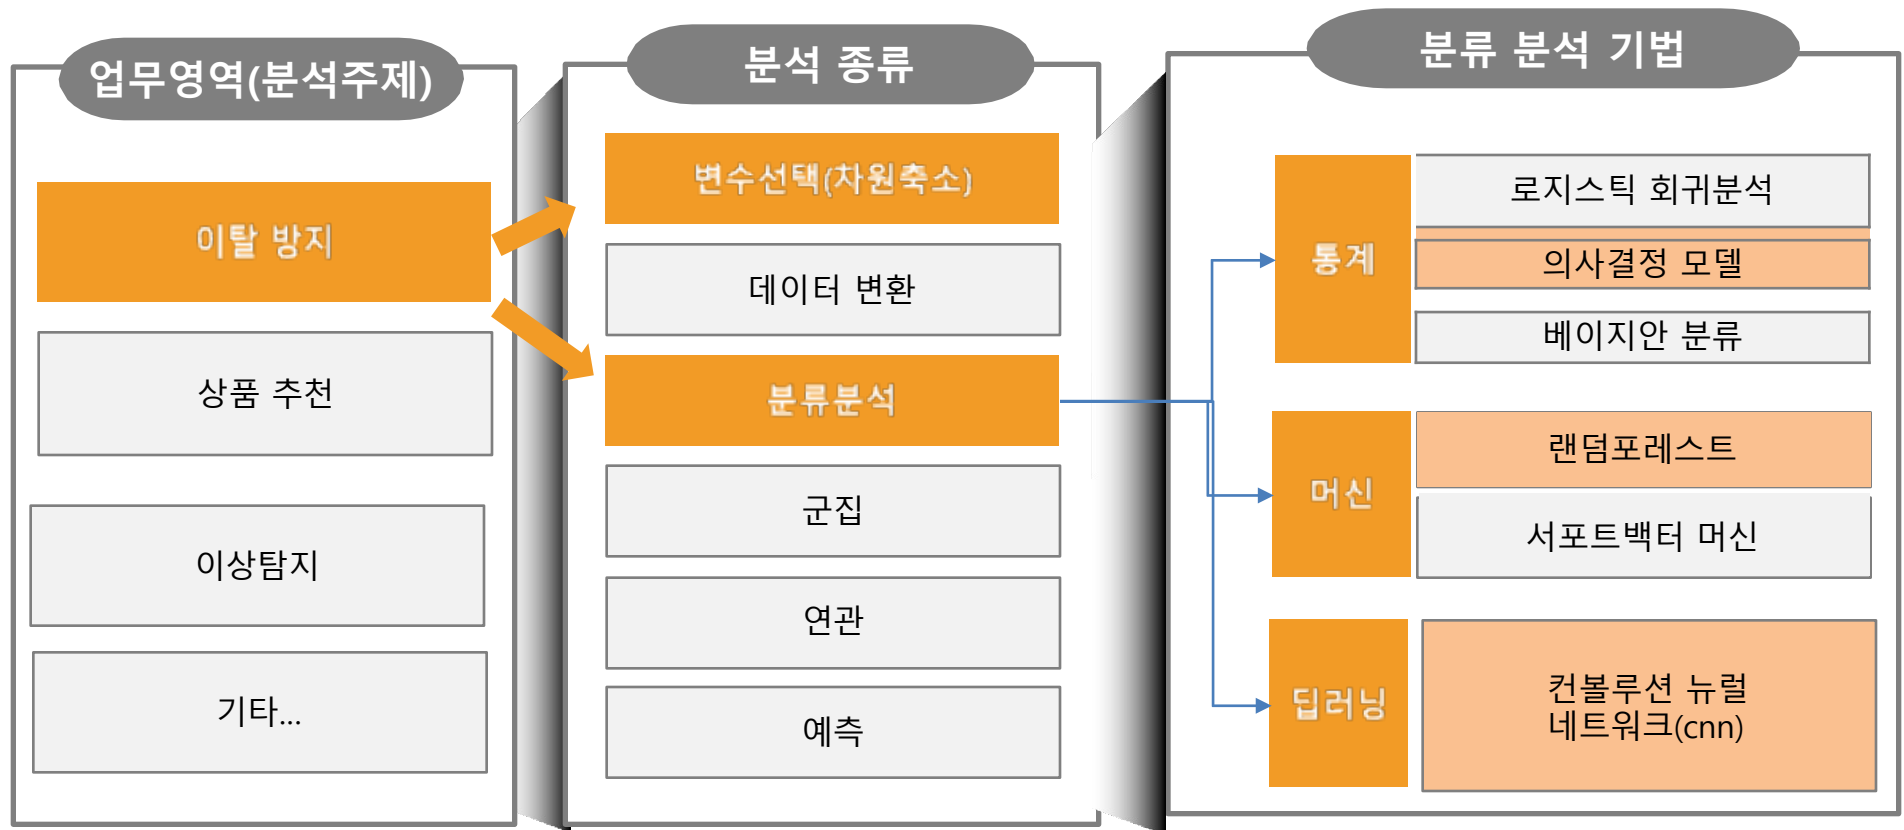 업무영역(분석주제)
이탈 방지
상품 추천
이상탐지
기타...
분석 종류
변수선택(차원축소)
데이터 변환
분류분석
군집
연관
예측
분류 분석 기법
통계
로지스틱 회귀분석
의사결정 모델
베이지안 분류
머신
랜덤포레스트
서포트백터 머신
딥러닝
컨볼루션 뉴럴
네트워크(cnn)